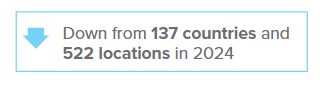 Down from 137 countries and
522 locations in 2024